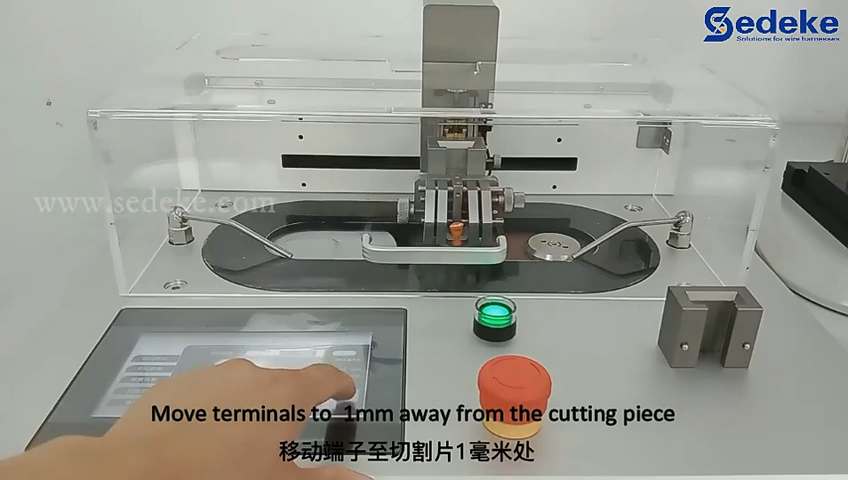 Sedeke
Solutions for wire harnesses
www.sedeke.com
Move terminals to 1mm away from the cutting piece
移动端子至切割片1毫米处